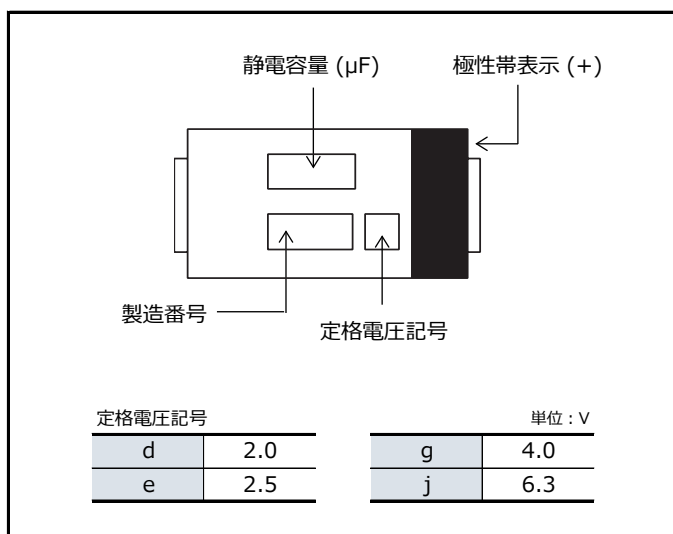 静電容量 (μF) 極性帯表示 (+)
製造番号
定格電圧記号
定格電圧記号 単位：V
d 2.0 g 4.0
e 2.5 j 6.3